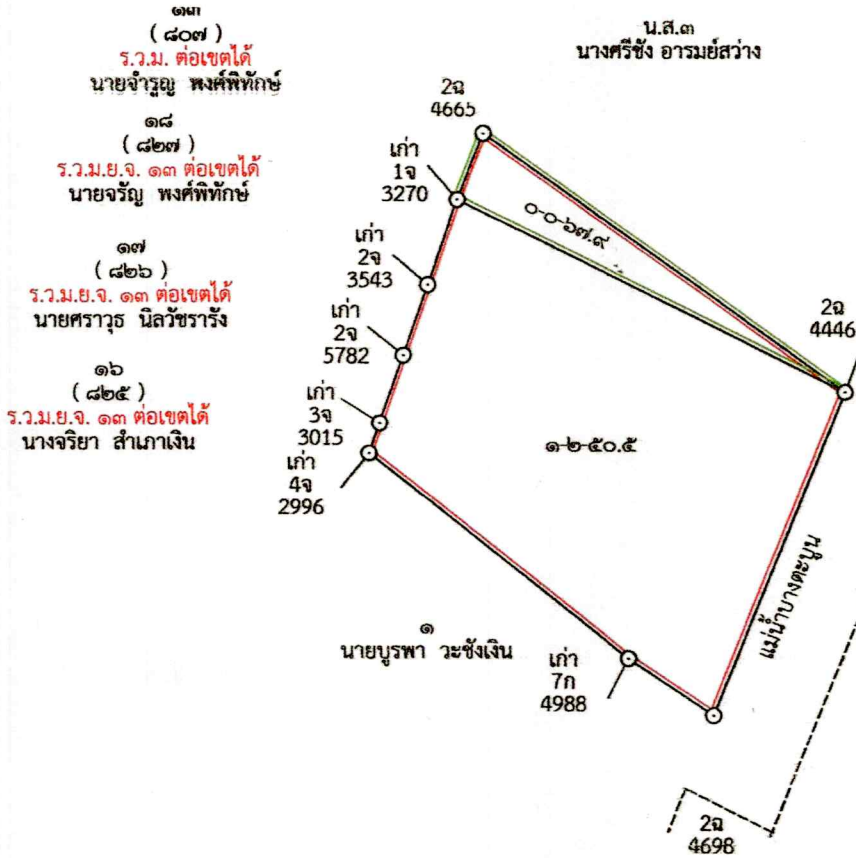 ๑๓
( ๘๐๗ )
ร.ว.ม. ต่อเขตได้
นายจำรูญ พงศ์พิทักษ์
๑๘
( ๘๒๗ )
ร.ว.ม.ย.จ. ๑๓ ต่อเขตได้
นายจรัญ พงศ์พิทักษ์
๑๗
( ๘๒๖ )
ร.ว.ม.ย.จ. ๑๓ ต่อเขตได้
นายศราวุธ นิลวัชรารัง
๑๖
( ๘๒๕ )
ร.ว.ม.ย.จ. ๑๓ ต่อเขตได้
นางจริยา สำเภาเงิน
น.ส.๓
นางศรีชัง อารมย์สว่าง
2ฉ
4665
เก่า
1จ
3270
เก่า
2จ
3543
เก่า
2จ
5782
เก่า
3จ
3015
เก่า
4จ
2996
๐-๐-๖๗.๙
2ฉ
4446
๑-๒-๕๐.๕
แม่น้ำบางตะบูน
๑
นายบูรพา วะชังเงิน
เก่า
7ก
4988
2ฉ
4698